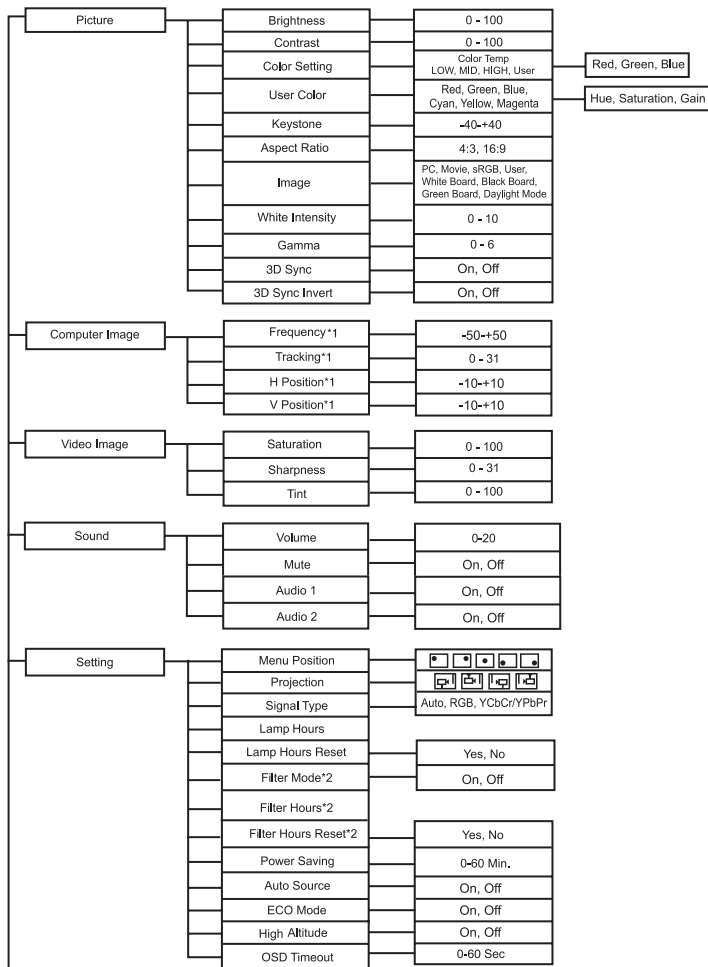 Picture
Brightness
0 - 100
Contrast
0 - 100
Color Setting
Color Temp
LOW, MID, HIGH, User
Red, Green, Blue
User Color
Red, Green, Blue,
Cyan, Yellow, Magenta
Hue, Saturation, Gain
Keystone
-40-+40
Aspect Ratio
4:3, 16:9
Image
PC, Movie, sRGB, User,
White Board, Black Board,
Green Board, Daylight Mode
White Intensity
0 - 10
Gamma
0 - 6
3D Sync
On, Off
3D Sync Invert
On, Off
Computer Image
Frequency*1
-50-+50
Tracking*1
0 - 31
H Position*1
-10-+10
V Position*1
-10-+10
Video Image
Saturation
0 - 100
Sharpness
0 - 31
Tint
0 - 100
Sound
Volume
0-20
Mute
On, Off
Audio 1
On, Off
Audio 2
On, Off
Setting
Menu Position
Projection
Signal Type
Auto, RGB, YCbCr/YPbPr
Lamp Hours
Lamp Hours Reset
Yes, No
Filter Mode*2
On, Off
Filter Hours*2
Filter Hours Reset*2
Yes, No
Power Saving
0-60 Min.
Auto Source
On, Off
ECO Mode
On, Off
High Altitude
On, Off
OSD Timeout
0-60 Sec